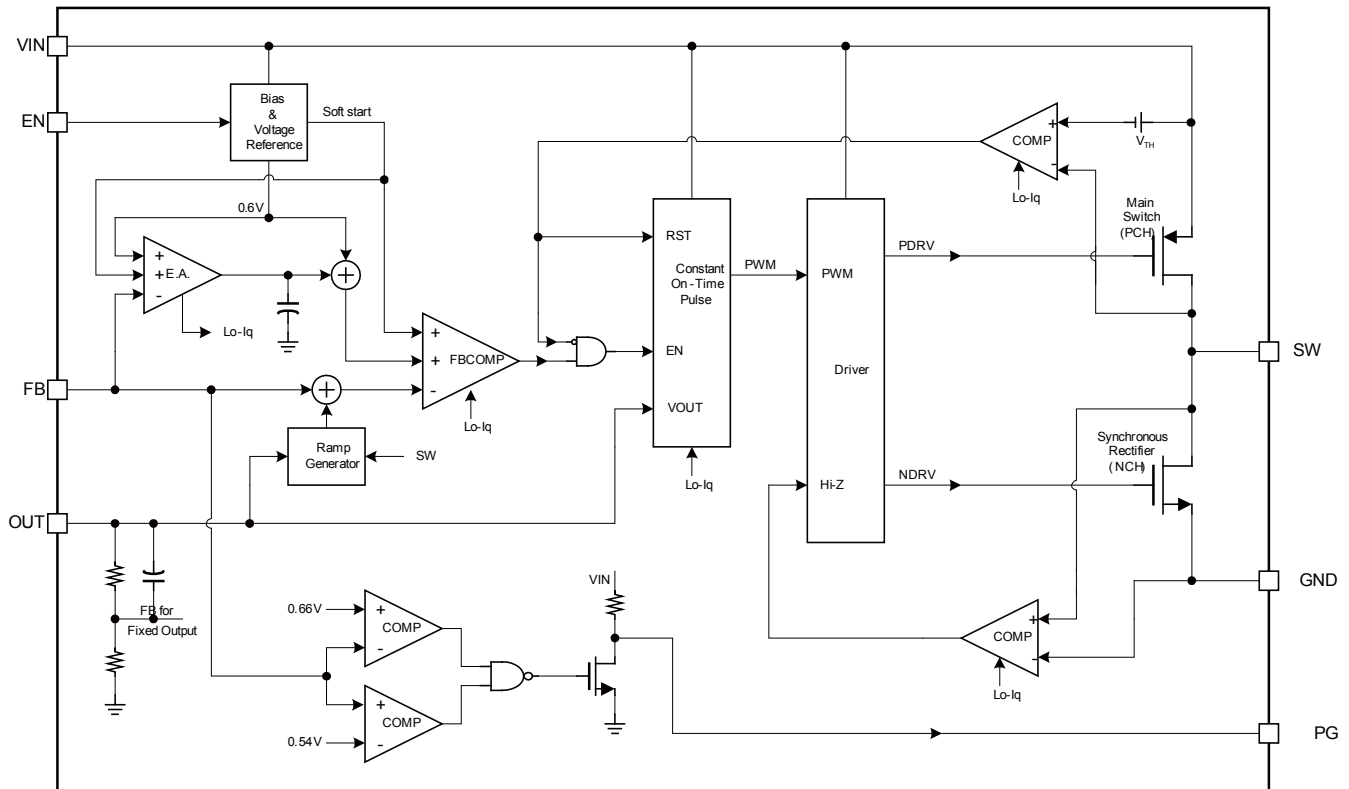 VIN
EN
Bias
&
Voltage
Reference
Soft start
0.6V
+
+ E.A.
-
Lo-Iq
+
+
+ FBCOMP
-
Lo-Iq
FB
+
Ramp
Generator
SW
OUT
FB for
Fixed Output
0.66V
+
COMP
-
+
COMP
-
0.54V
VIN
RST
Constant
On-Time
Pulse
EN
VOUT
Lo-Iq
PWM
PWM
Driver
Hi-Z
PDRV
NDRV
+
COMP
-
Lo-Iq
VTH
Main
Switch
(PCH)
SW
Synchronous
Rectifier
(NCH)
GND
+
COMP
-
Lo-Iq
PG